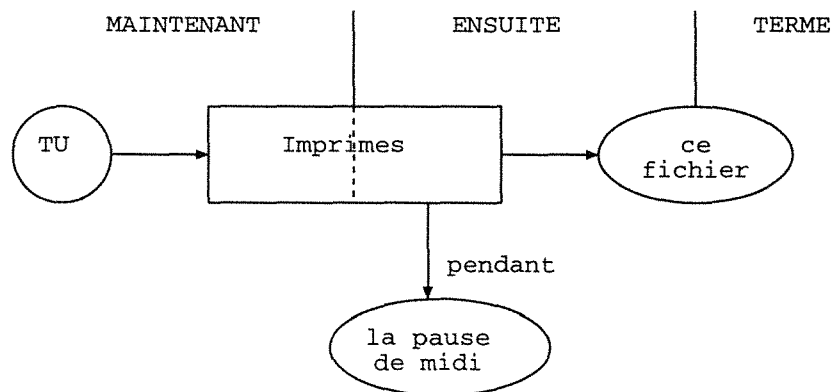 MAINTENANT ENSUITE TERME
TU Imprimes ce
fichier
pendant
la pause
de midi